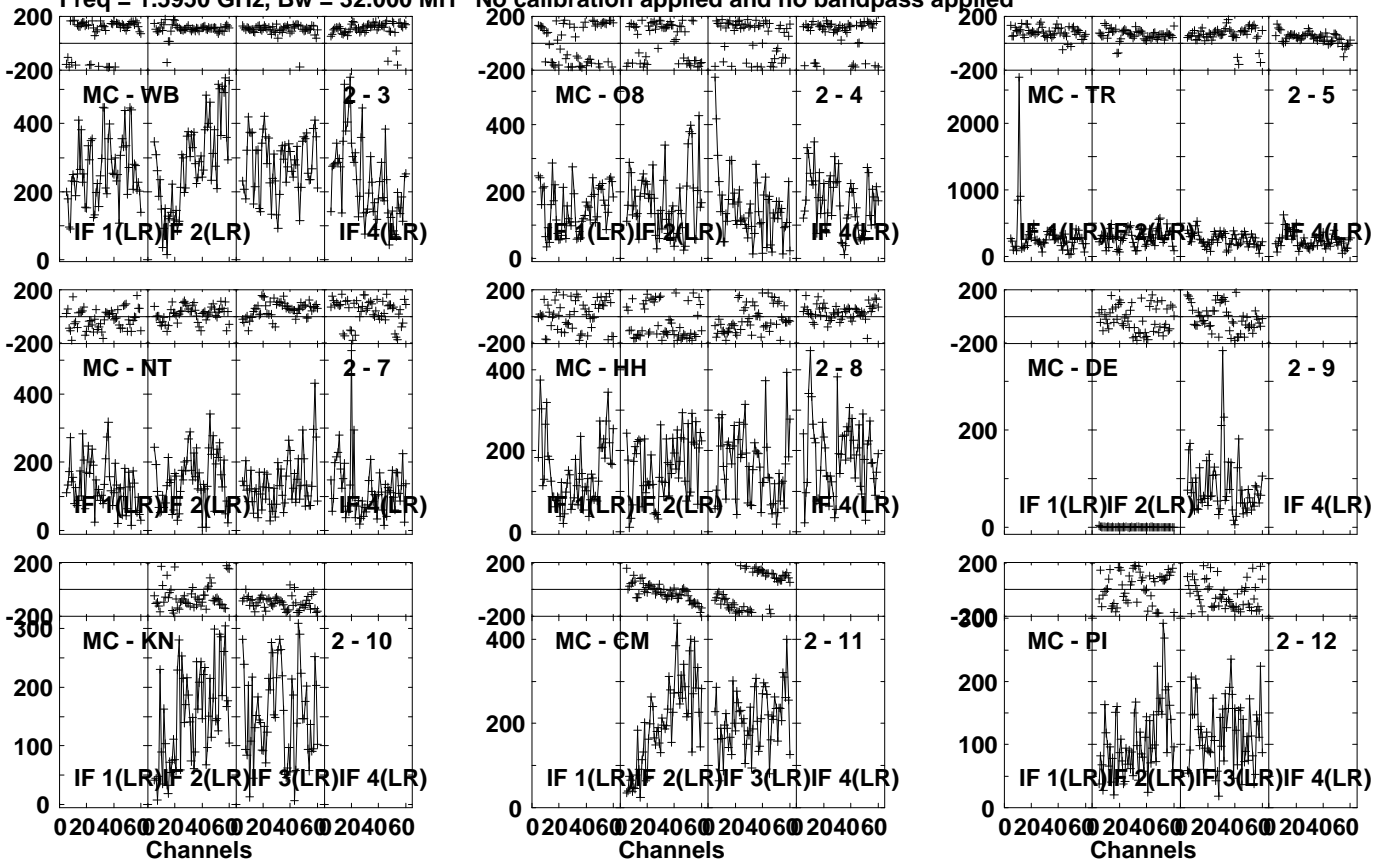 Freq = 1.5950 GHz, Bw = 32.000 MH No calibration applied and no bandpass applied
200 200 200
-200 -200 -200
MC - WB 2 - 3 MC - O8 2 - 4 MC - TR 2 - 5
400 400 2000
200 200 1000
IF 1(LR) IF 2(LR) IF 4(LR) IF 1(LR) IF 2(LR) IF 4(LR) IF 1(LR) IF 2(LR) IF 4(LR)
0 0 0
200 200 200
-200 -200 -200
MC - NT 2 - 7 MC - HH 2 - 8 MC - DE 2 - 9
400 400
200 200 200
IF 1(LR) IF 2(LR) IF 4(LR) IF 1(LR) IF 2(LR) IF 4(LR) IF 1(LR) IF 2(LR) IF 4(LR)
0 0 0
200 200 200
-200 -200 -200
300 300
MC - KN 2 - 10 MC - CM 2 - 11 MC - PI 2 - 12
400
200 200 200
100 100
IF 1(LR) IF 2(LR) IF 3(LR) IF 4(LR) IF 1(LR) IF 2(LR) IF 3(LR) IF 4(LR) IF 1(LR) IF 2(LR) IF 3(LR) IF 4(LR)
0 0 0
0 20 40 60 0 20 40 60 0 20 40 60 0 20 40 60 0 20 40 60 0 20 40 60 0 20 40 60 0 20 40 60 0 20 40 60 0 20 40 60 0 20 40 60 0 20 40 60
Channels Channels Channels